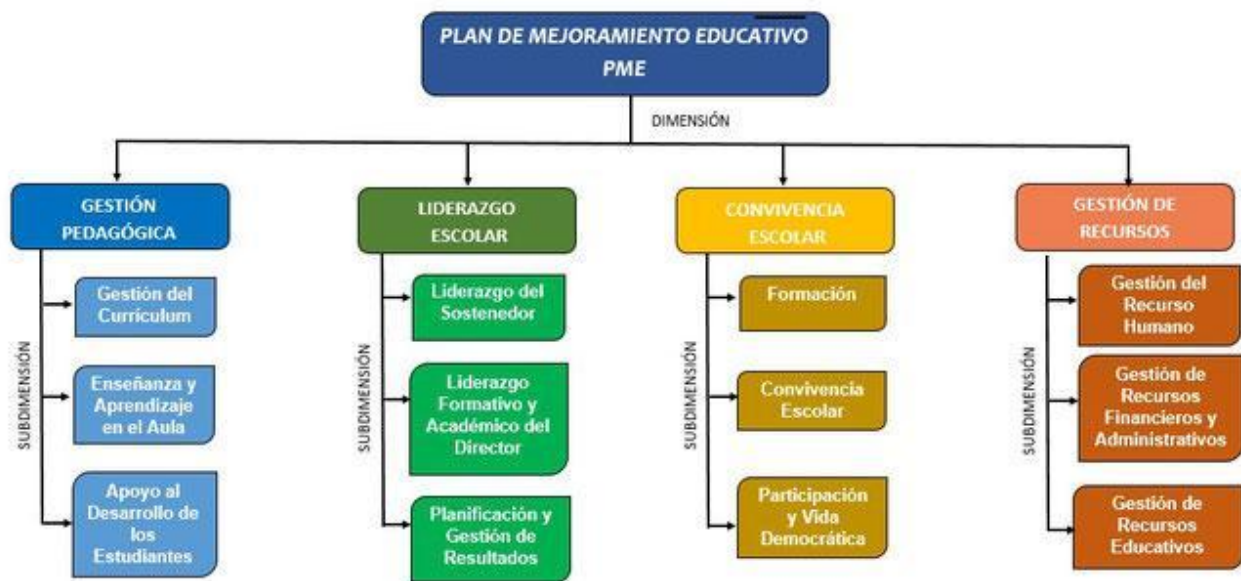 PLAN DE MEJORAMIENTO EDUCATIVO
PME
DIMENSIÓN
GESTIÓN
PEDAGÓGICA
SUBDIMENSIÓN
Gestión del
Currículum
Enseñanza y
Aprendizaje
en el Aula
Apoyo al
Desarrollo de
los
Estudiantes
LIDERAZGO
ESCOLAR
SUBDIMENSIÓN
Liderazgo del
Sostenedor
Liderazgo
Formativo y
Académico del
Director
Planificación y
Gestión de
Resultados
CONVIVENCIA
ESCOLAR
SUBDIMENSIÓN
Formación
Convivencia
Escolar
Participación
y Vida
Democrática
GESTIÓN DE
RECURSOS
SUBDIMENSIÓN
Gestión del
Recurso
Humano
Gestión de
Recursos
Financieros y
Administrativos
Gestión de
Recursos
Educativos